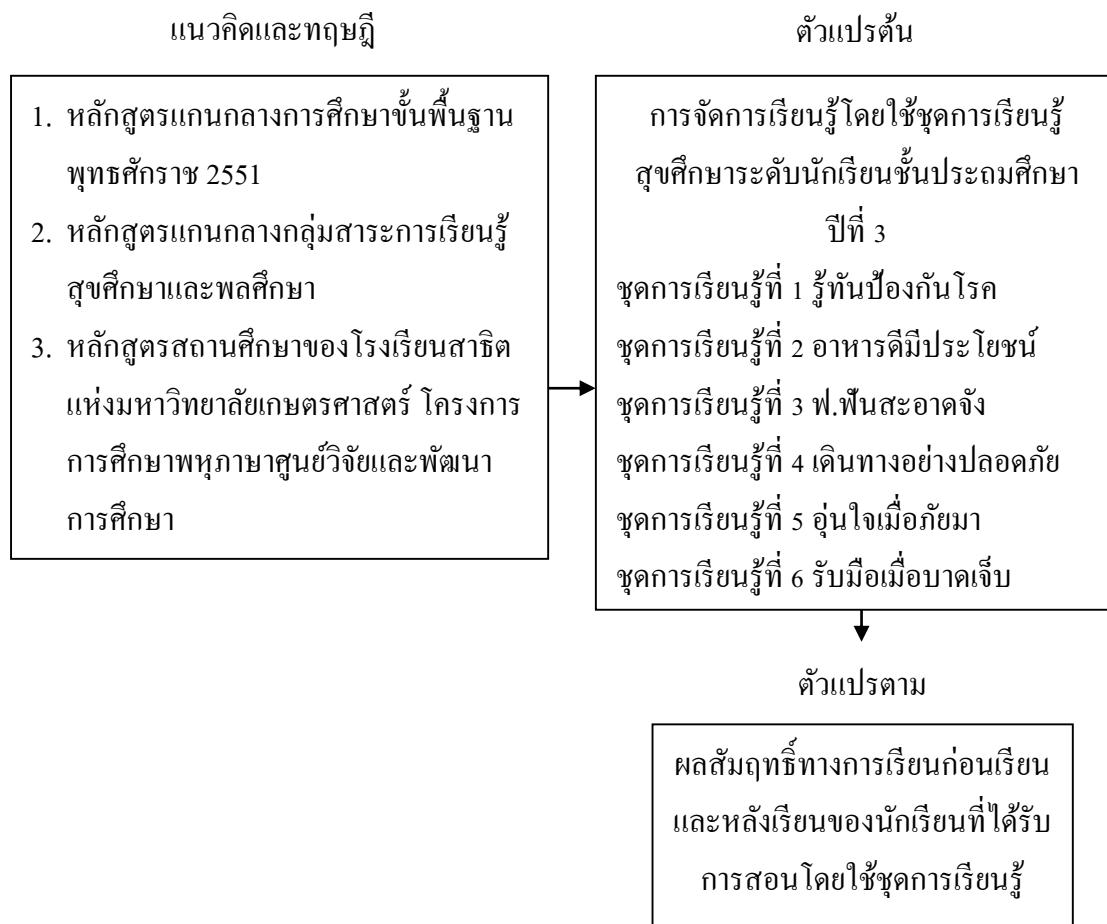 แนวคิดและทฤษฎี
1. หลักสูตรแกนกลางการศึกษาขั้นพื้นฐาน
พุทธศักราช 2551
2. หลักสูตรแกนกลางกลุ่มสาระการเรียนรู้
สุขศึกษาและพลศึกษา
3. หลักสูตรสถานศึกษาของโรงเรียนสาธิต
แห่งมหาวิทยาลัยเกษตรศาสตร์ โครงการ
การศึกษาพหุภาษาศูนย์วิจัยและพัฒนา
การศึกษา
ตัวแปรต้น
การจัดการเรียนรู้โดยใช้ชุดการเรียนรู้
สุขศึกษาระดับนักเรียนชั้นประถมศึกษา
ปีที่ 3
ชุดการเรียนรู้ที่ 1 รู้ทันป้องกันโรค
ชุดการเรียนรู้ที่ 2 อาหารดีมีประโยชน์
ชุดการเรียนรู้ที่ 3 ฟ.ฟันสะอาดจัง
ชุดการเรียนรู้ที่ 4 เดินทางอย่างปลอดภัย
ชุดการเรียนรู้ที่ 5 อุ่นใจเมื่อภัยมา
ชุดการเรียนรู้ที่ 6 รับมือเมื่อบาดเจ็บ
ตัวแปรตาม
ผลสัมฤทธิ์ทางการเรียนก่อนเรียน
และหลังเรียนของนักเรียนที่ได้รับ
การสอนโดยใช้ชุดการเรียนรู้